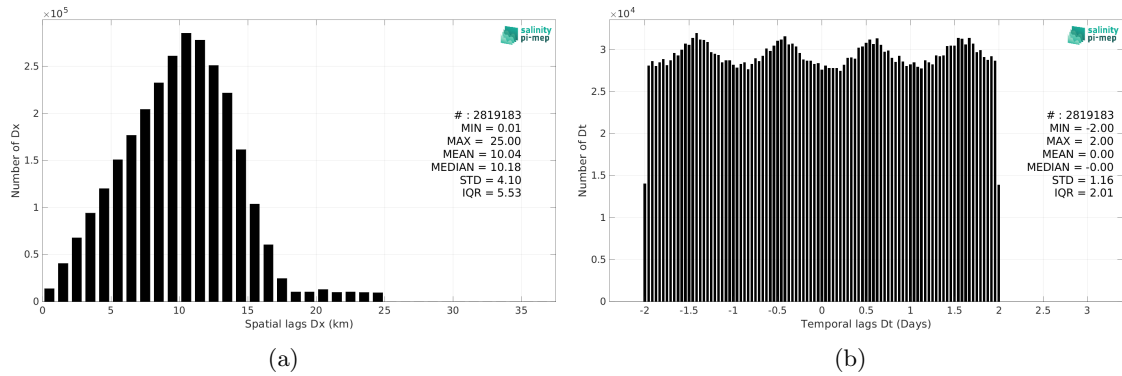 ×10⁵
salinity
pi-mep
2.5
2
1.5
1
0.5
0
Number of Dx
# : 2819183
MIN = 0.01
MAX = 25.00
MEAN = 10.04
MEDIAN = 10.18
STD = 4.10
IQR = 5.53
0 5 10 15 20 25 30 35
Spatial lags Dx (km)
(a)
×10⁴
salinity
pi-mep
3
2.5
2
1.5
1
0.5
0
Number of Dt
# : 2819183
MIN = -2.00
MAX = 2.00
MEAN = 0.00
MEDIAN = -0.00
STD = 1.16
IQR = 2.01
-2 -1.5 -1 -0.5 0 0.5 1 1.5 2 2.5 3
Temporal lags Dt (Days)
(b)